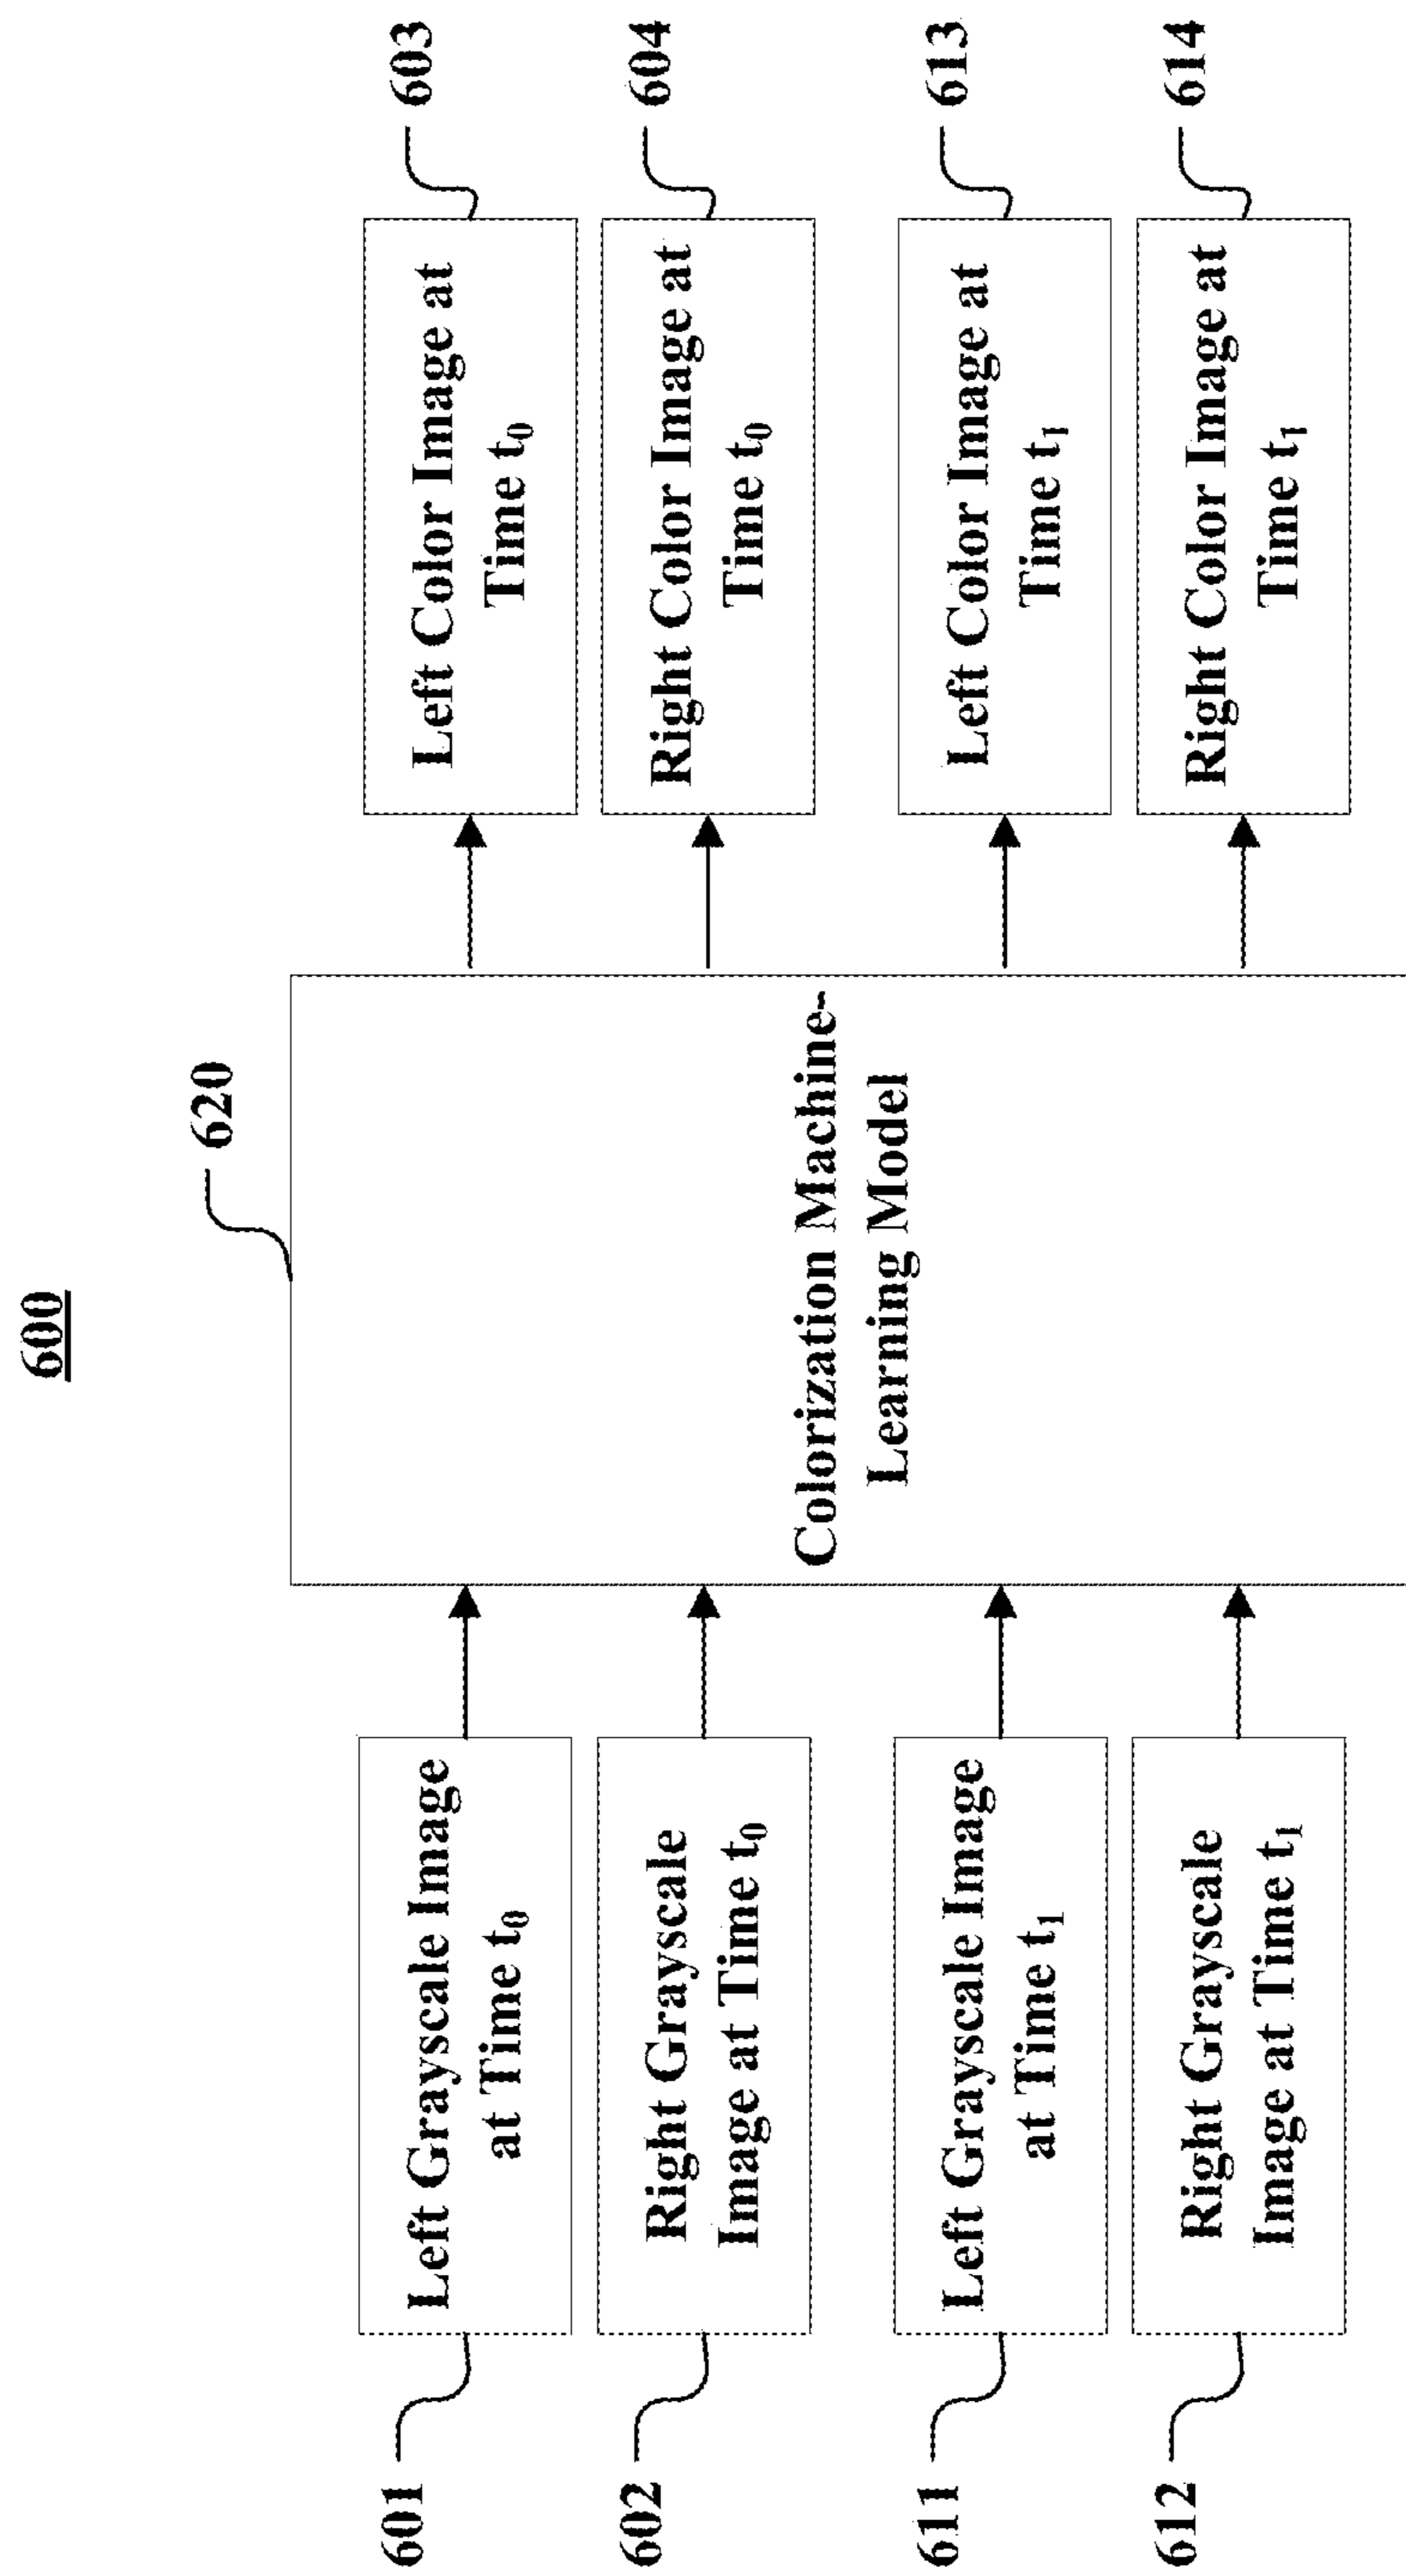 600
620
601
Left Grayscale Image
at Time t₀
602
Right Grayscale
Image at Time t₀
611
Left Grayscale Image
at Time t₁
612
Right Grayscale
Image at Time t₁
Colorization Machine-
Learning Model
Left Color Image at
Time t₀
603
Right Color Image at
Time t₀
604
Left Color Image at
Time t₁
613
Right Color Image at
Time t₁
614